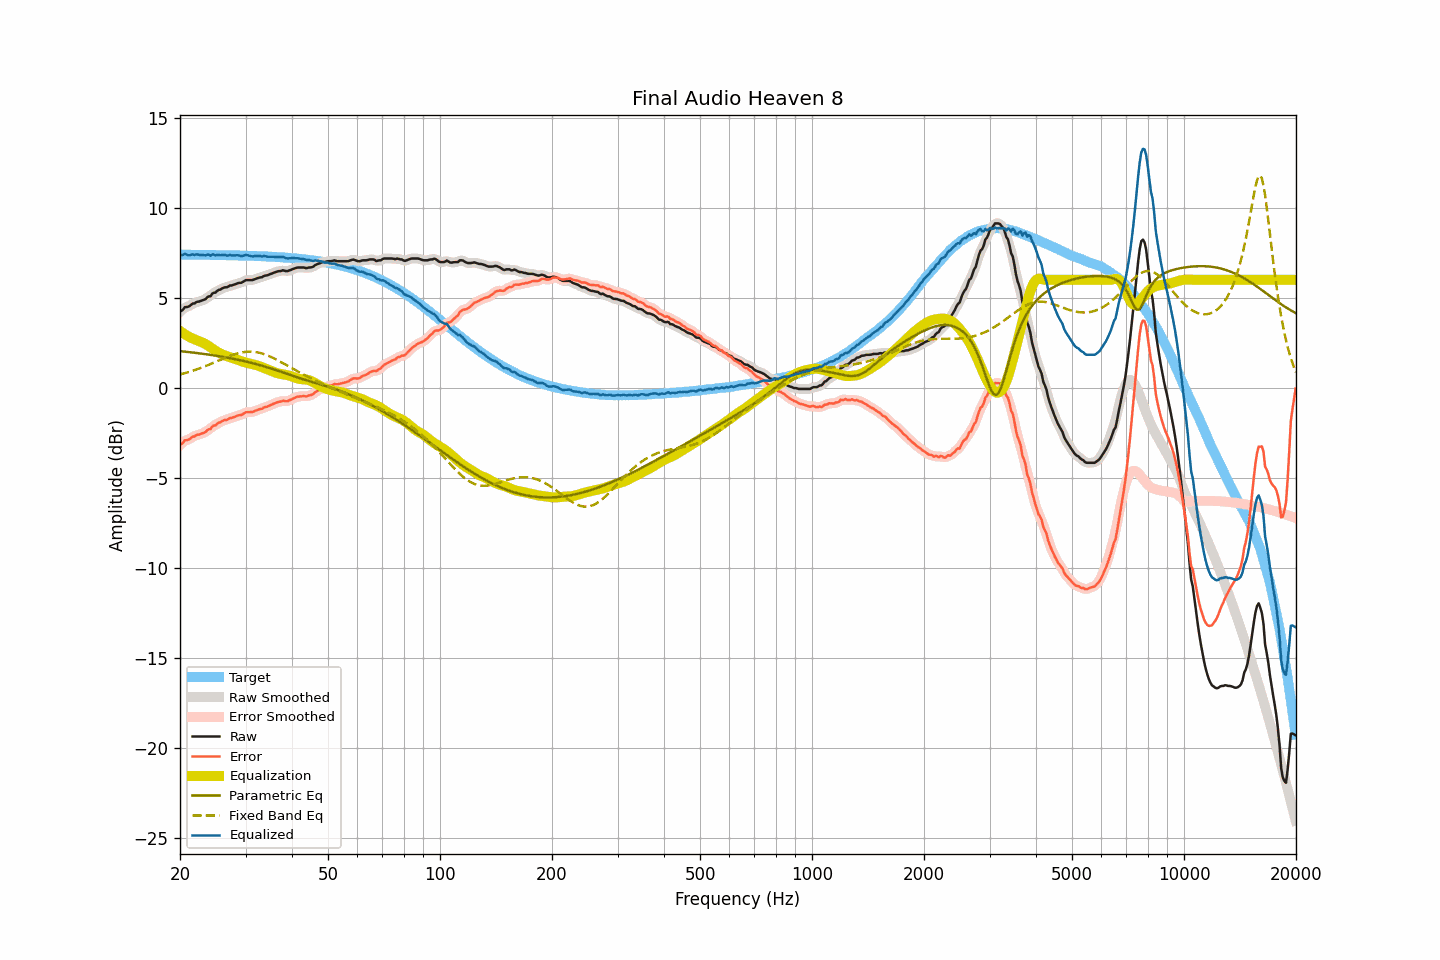 Final Audio Heaven 8
15
10
5
0
−5
−10
−15
−20
−25
Amplitude (dBr)
Target
Raw Smoothed
Error Smoothed
Raw
Error
Equalization
Parametric Eq
Fixed Band Eq
Equalized
20 50 100 200 500 1000 2000 5000 10000 20000
Frequency (Hz)